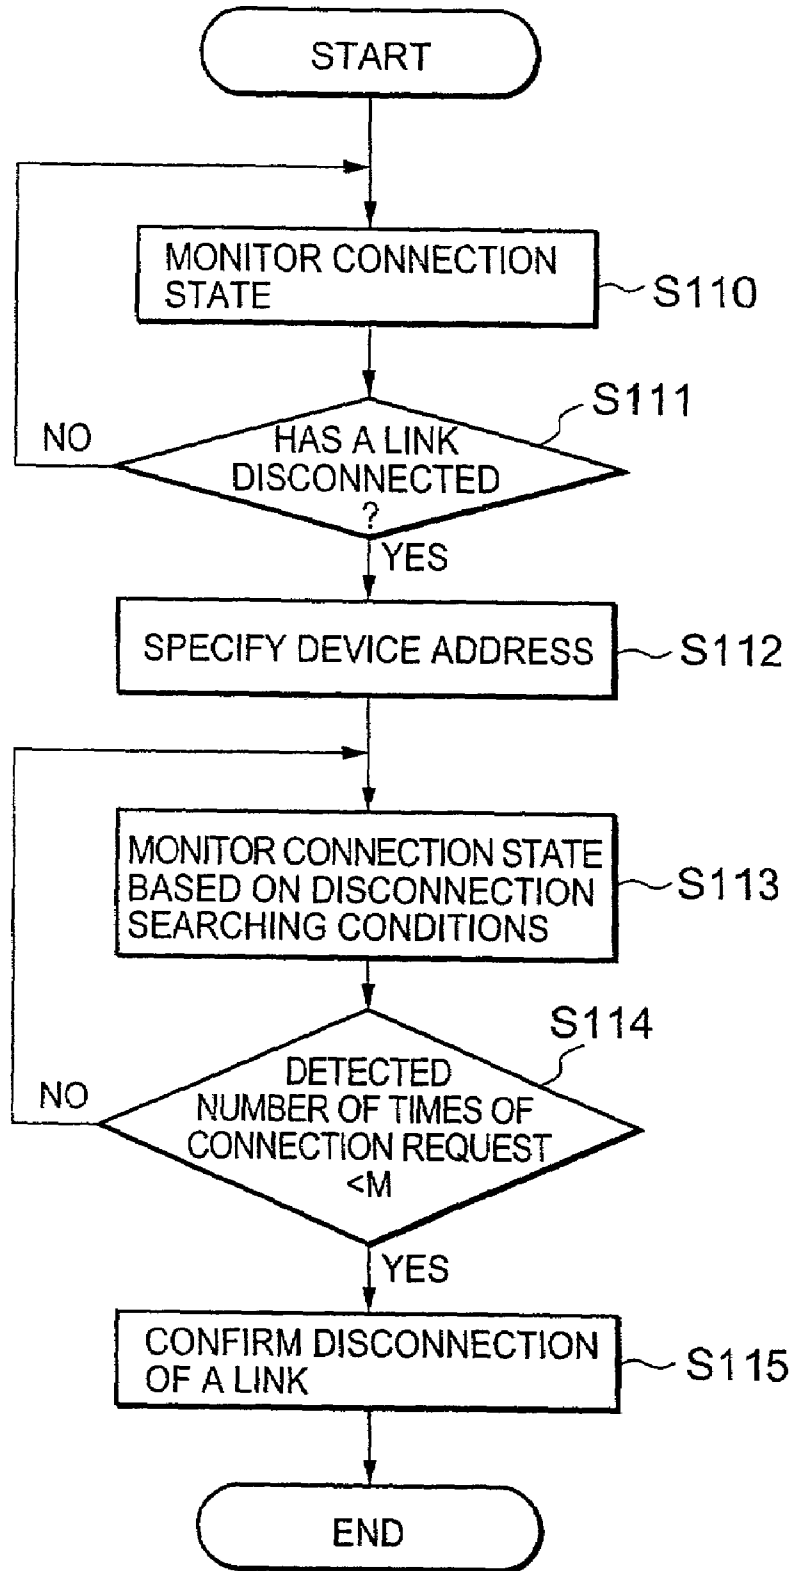 START
MONITOR CONNECTION
STATE
S110
S111
HAS A LINK
DISCONNECTED
?
NO
YES
SPECIFY DEVICE ADDRESS
S112
MONITOR CONNECTION STATE
BASED ON DISCONNECTION
SEARCHING CONDITIONS
S113
S114
DETECTED
NUMBER OF TIMES OF
CONNECTION REQUEST
<M
NO
YES
CONFIRM DISCONNECTION
OF A LINK
S115
END